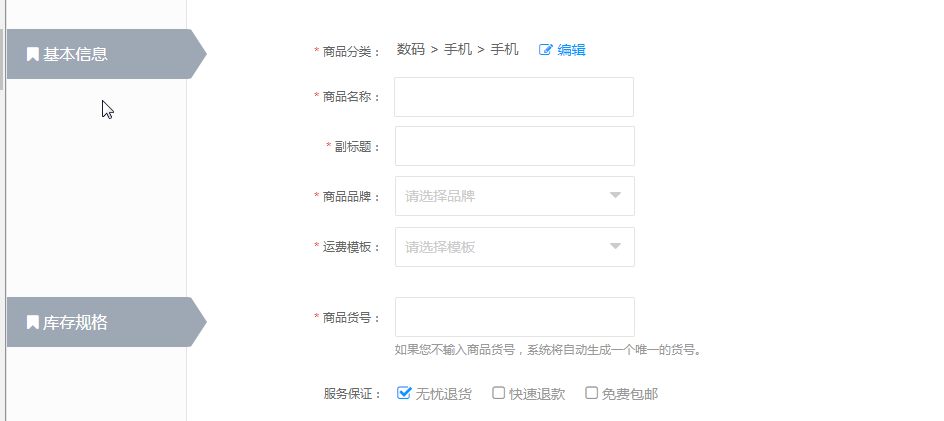 基本信息
* 商品分类： 数码 > 手机 > 手机 编辑
* 商品名称：
* 副标题：
* 商品品牌： 请选择品牌
* 运费模板： 请选择模板
库存规格
* 商品货号：
如果您不输入商品货号，系统将自动生成一个唯一的货号。
服务保证： 无忧退货 快速退款 免费包邮